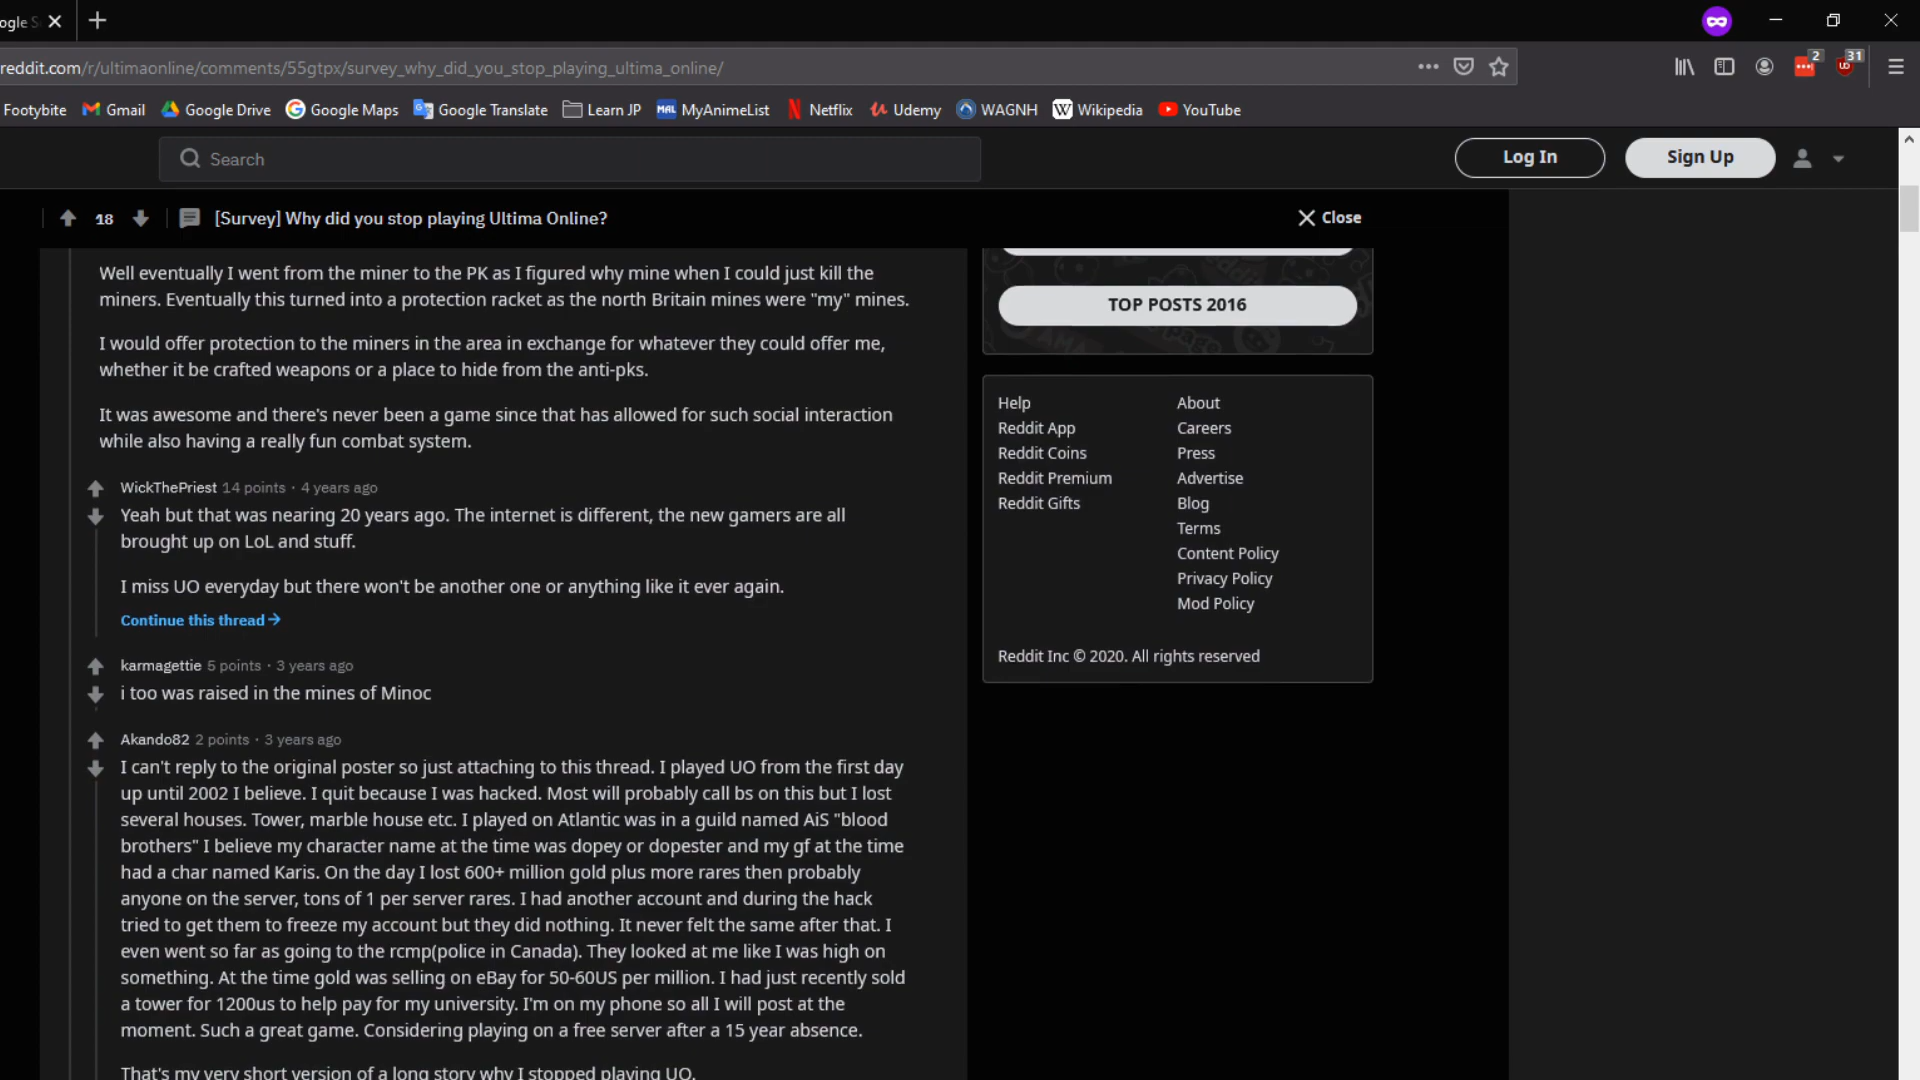 ogle S
reddit.com/r/ultimaonline/comments/55gtpx/survey_why_did_you_stop_playing_ultima_online/
2
31
Footybite Gmail Google Drive Google Maps Google Translate Learn JP MAL MyAnimeList Netflix Udemy WAGNH W Wikipedia YouTube
Search
Log In
Sign Up
18
[Survey] Why did you stop playing Ultima Online?
Close
Well eventually I went from the miner to the PK as I figured why mine when I could just kill the
miners. Eventually this turned into a protection racket as the north Britain mines were "my" mines.
I would offer protection to the miners in the area in exchange for whatever they could offer me,
whether it be crafted weapons or a place to hide from the anti-pks.
It was awesome and there's never been a game since that has allowed for such social interaction
while also having a really fun combat system.
WickThePriest 14 points · 4 years ago
Yeah but that was nearing 20 years ago. The internet is different, the new gamers are all
brought up on LoL and stuff.
I miss UO everyday but there won't be another one or anything like it ever again.
Continue this thread
karmagettie 5 points · 3 years ago
i too was raised in the mines of Minoc
Akando82 2 points · 3 years ago
I can't reply to the original poster so just attaching to this thread. I played UO from the first day
up until 2002 I believe. I quit because I was hacked. Most will probably call bs on this but I lost
several houses. Tower, marble house etc. I played on Atlantic was in a guild named AiS "blood
brothers" I believe my character name at the time was dopey or dopester and my gf at the time
had a char named Karis. On the day I lost 600+ million gold plus more rares then probably
anyone on the server, tons of 1 per server rares. I had another account and during the hack
tried to get them to freeze my account but they did nothing. It never felt the same after that. I
even went so far as going to the rcmp(police in Canada). They looked at me like I was high on
something. At the time gold was selling on eBay for 50-60US per million. I had just recently sold
a tower for 1200us to help pay for my university. I'm on my phone so all I will post at the
moment. Such a great game. Considering playing on a free server after a 15 year absence.
That's my very short version of a long story why I stopped playing UO.
TOP POSTS 2016
Help
Reddit App
Reddit Coins
Reddit Premium
Reddit Gifts
About
Careers
Press
Advertise
Blog
Terms
Content Policy
Privacy Policy
Mod Policy
Reddit Inc © 2020. All rights reserved